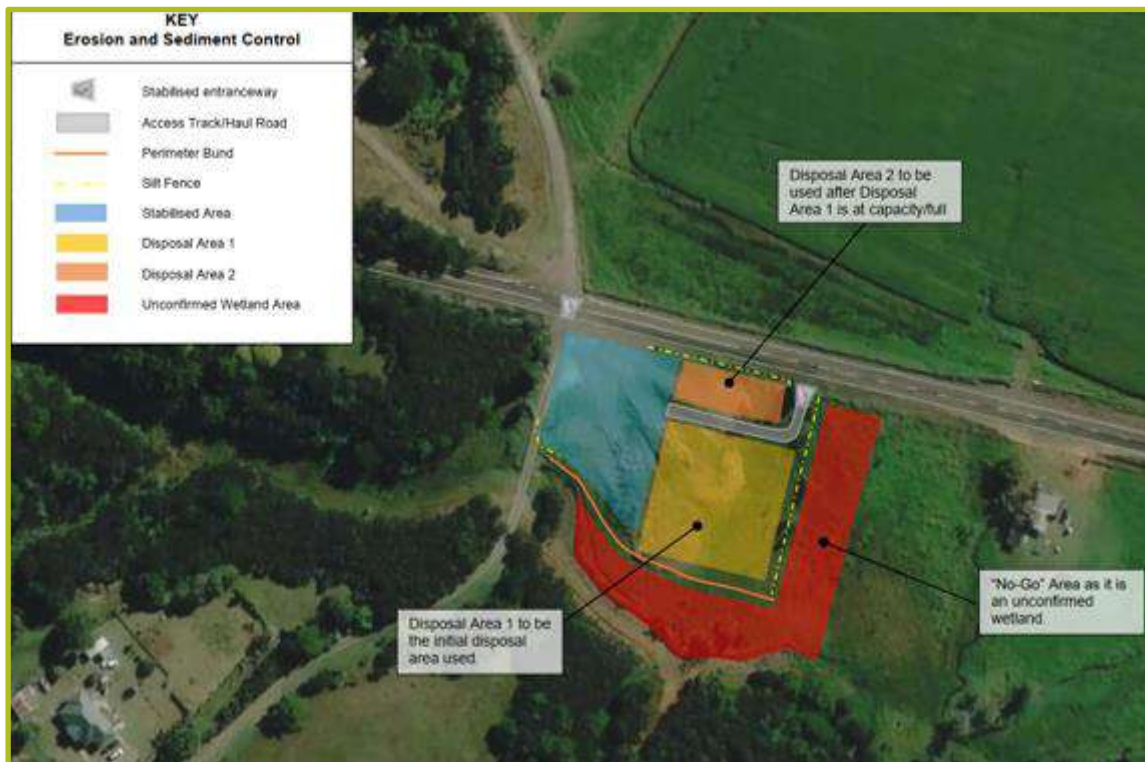 KEY
Erosion and Sediment Control
Stabilised entranceway
Access Track/Haul Road
Perimeter Bund
Silt Fence
Stabilised Area
Disposal Area 1
Disposal Area 2
Unconfirmed Wetland Area
Disposal Area 2 to be
used after Disposal
Area 1 is at capacity/full
Disposal Area 1 to be
the initial disposal
area used.
"No-Go" Area as it is
an unconfirmed
wetland.